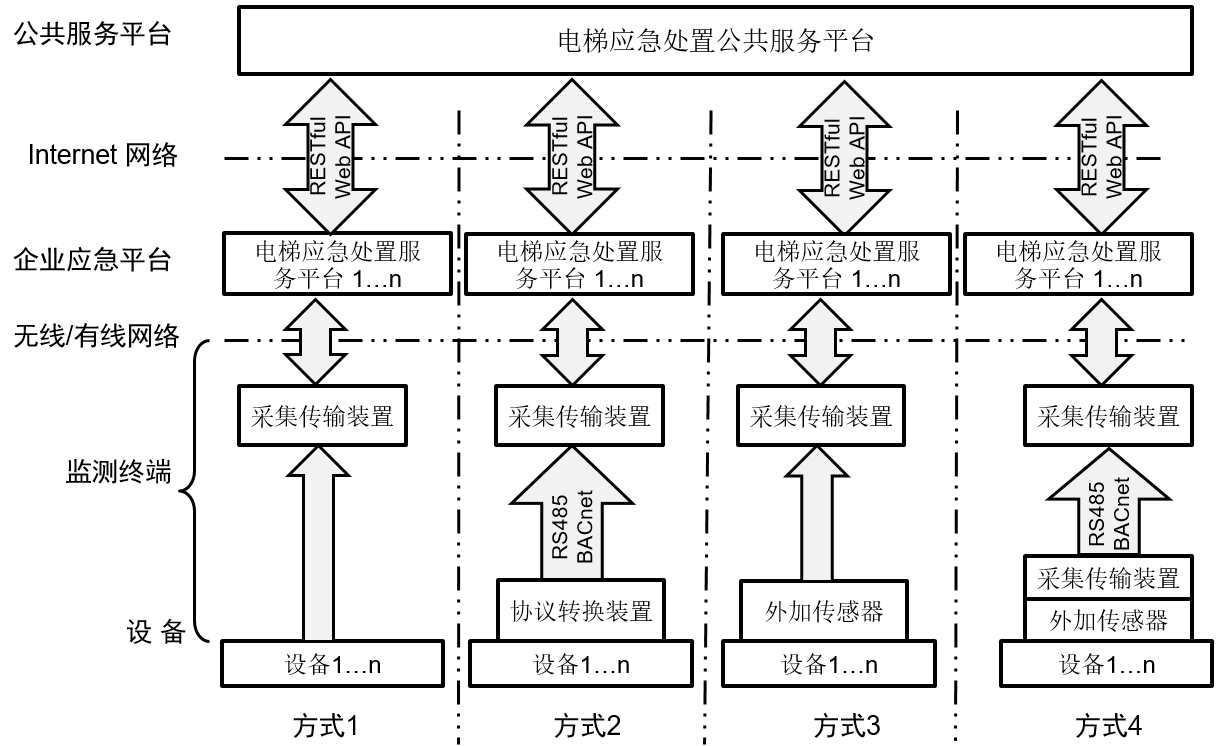 公共服务平台
电梯应急处置公共服务平台
Internet 网络
RESTful
Web API
RESTful
Web API
RESTful
Web API
RESTful
Web API
企业应急平台
电梯应急处置服
务平台 1…n
电梯应急处置服
务平台 1…n
电梯应急处置服
务平台 1…n
电梯应急处置服
务平台 1…n
无线/有线网络
采集传输装置
采集传输装置
采集传输装置
采集传输装置
监测终端
RS485
BACnet
RS485
BACnet
采集传输装置
协议转换装置
外加传感器
外加传感器
设 备
设备1…n
设备1…n
设备1…n
设备1…n
方式1
方式2
方式3
方式4